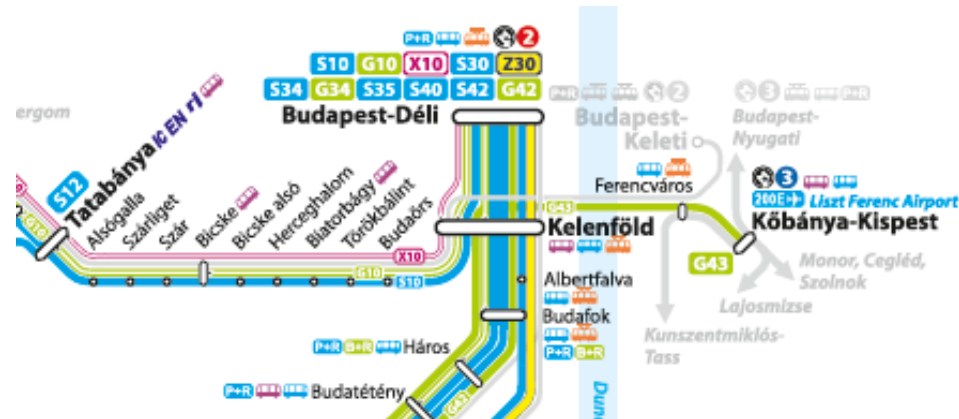 P+R 2
S10 G10 X10 S30 Z30
S34 G34 S35 S40 S42 G42
Budapest-Déli
P+R 2
Budapest-
Keleti
3 P+R
Budapest-
Nyugati
ergom
S12
G10
Tatabánya IC EN rj
Alsógalla
Szárliget
Szár
Bicske
Bicske alsó
Herceghalom
Biatorbágy
Törökbálint
Budaörs
X10
G10
S10
Ferencváros
G43
3
200E Liszt Ferenc Airport
Kőbánya-Kispest
Kelenföld
G43
Monor, Cegléd,
Szolnok
Lajosmizse
Kunszentmiklós-
Tass
Albertfalva
Budafok
P+R B+R
P+R B+R Háros
P+R Budatétény
G42